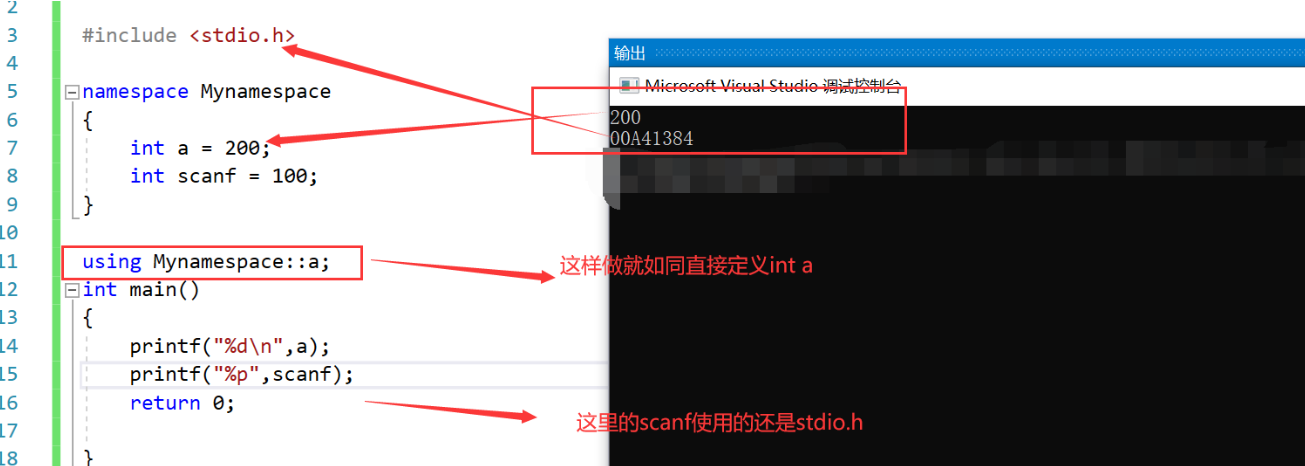 2
3 #include <stdio.h>
4
5 namespace Mynamespace
6 {
7 int a = 200;
8 int scanf = 100;
9 }
10
11 using Mynamespace::a;
12 int main()
13 {
14 printf("%d\n",a);
15 printf("%p",scanf);
16 return 0;
17
18 }
输出
Microsoft Visual Studio 调试控制台
200
00A41384
这样做就如同直接定义int a
这里的scanf使用的还是stdio.h